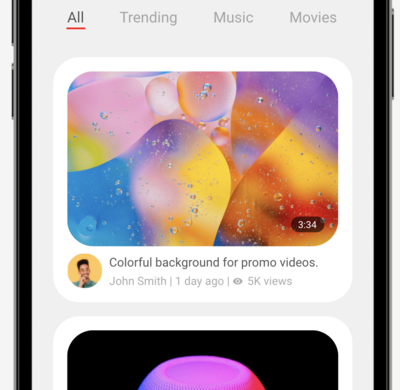 All Trending Music Movies
3:34
Colorful background for promo videos.
John Smith | 1 day ago | 5K views